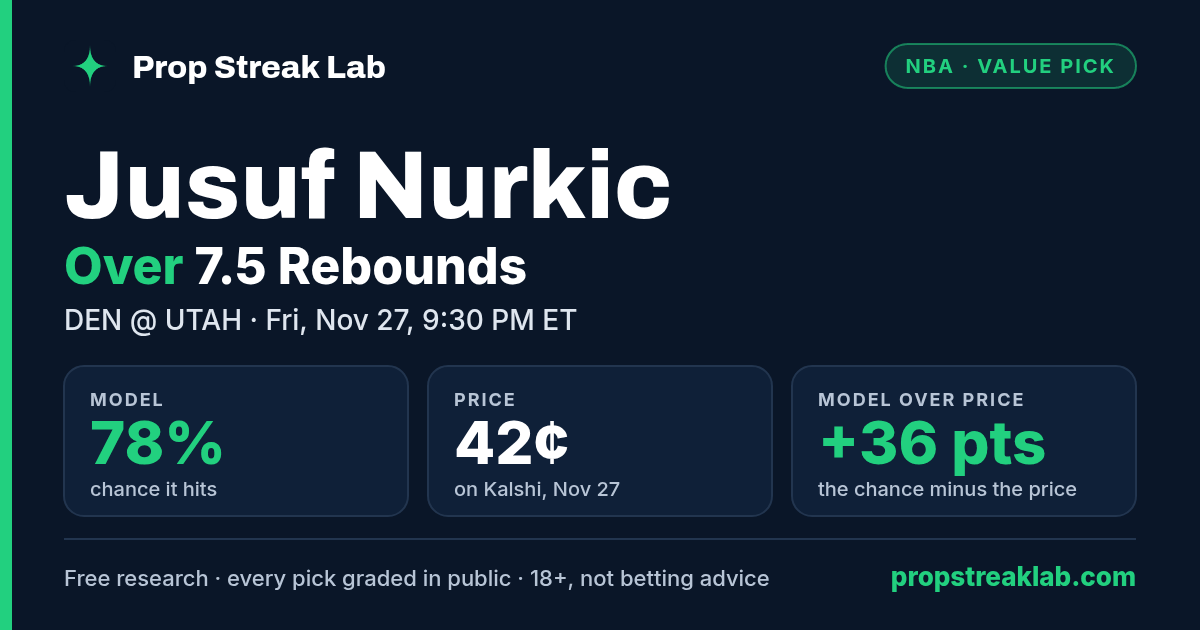 Prop Streak Lab
NBA · VALUE PICK
Jusuf Nurkic
Over 7.5 Rebounds
DEN @ UTAH · Fri, Nov 27, 9:30 PM ET
MODEL
78%
chance it hits
PRICE
42¢
on Kalshi, Nov 27
MODEL OVER PRICE
+36 pts
the chance minus the price
Free research · every pick graded in public · 18+, not betting advice
propstreaklab.com